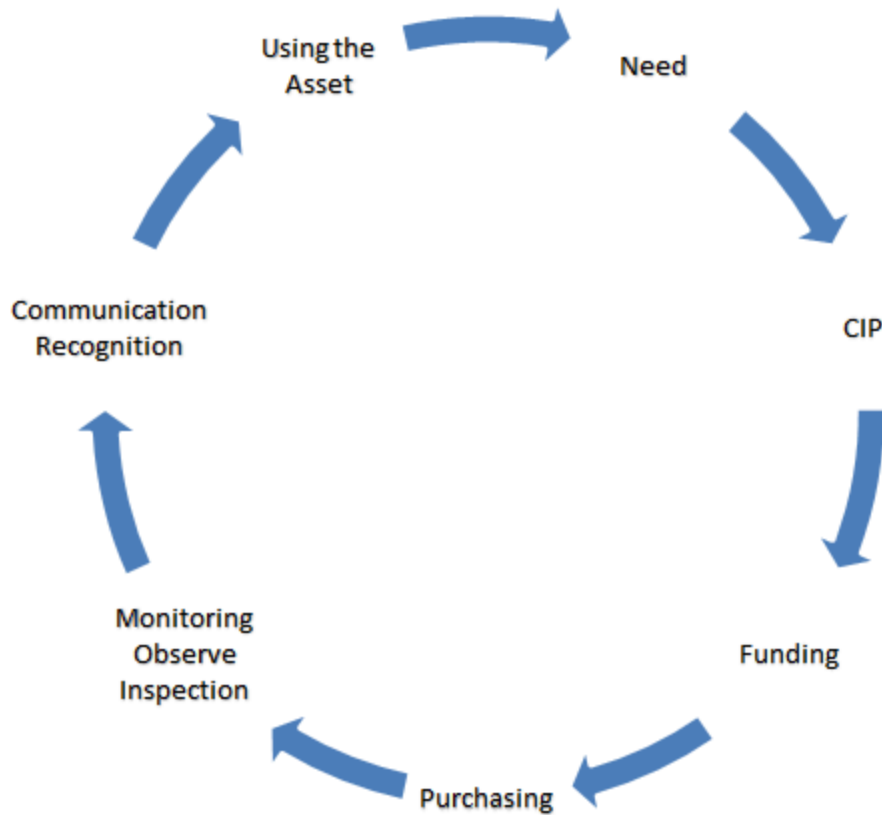 Using the
Asset
Need
CIP
Funding
Purchasing
Monitoring
Observe
Inspection
Communication
Recognition